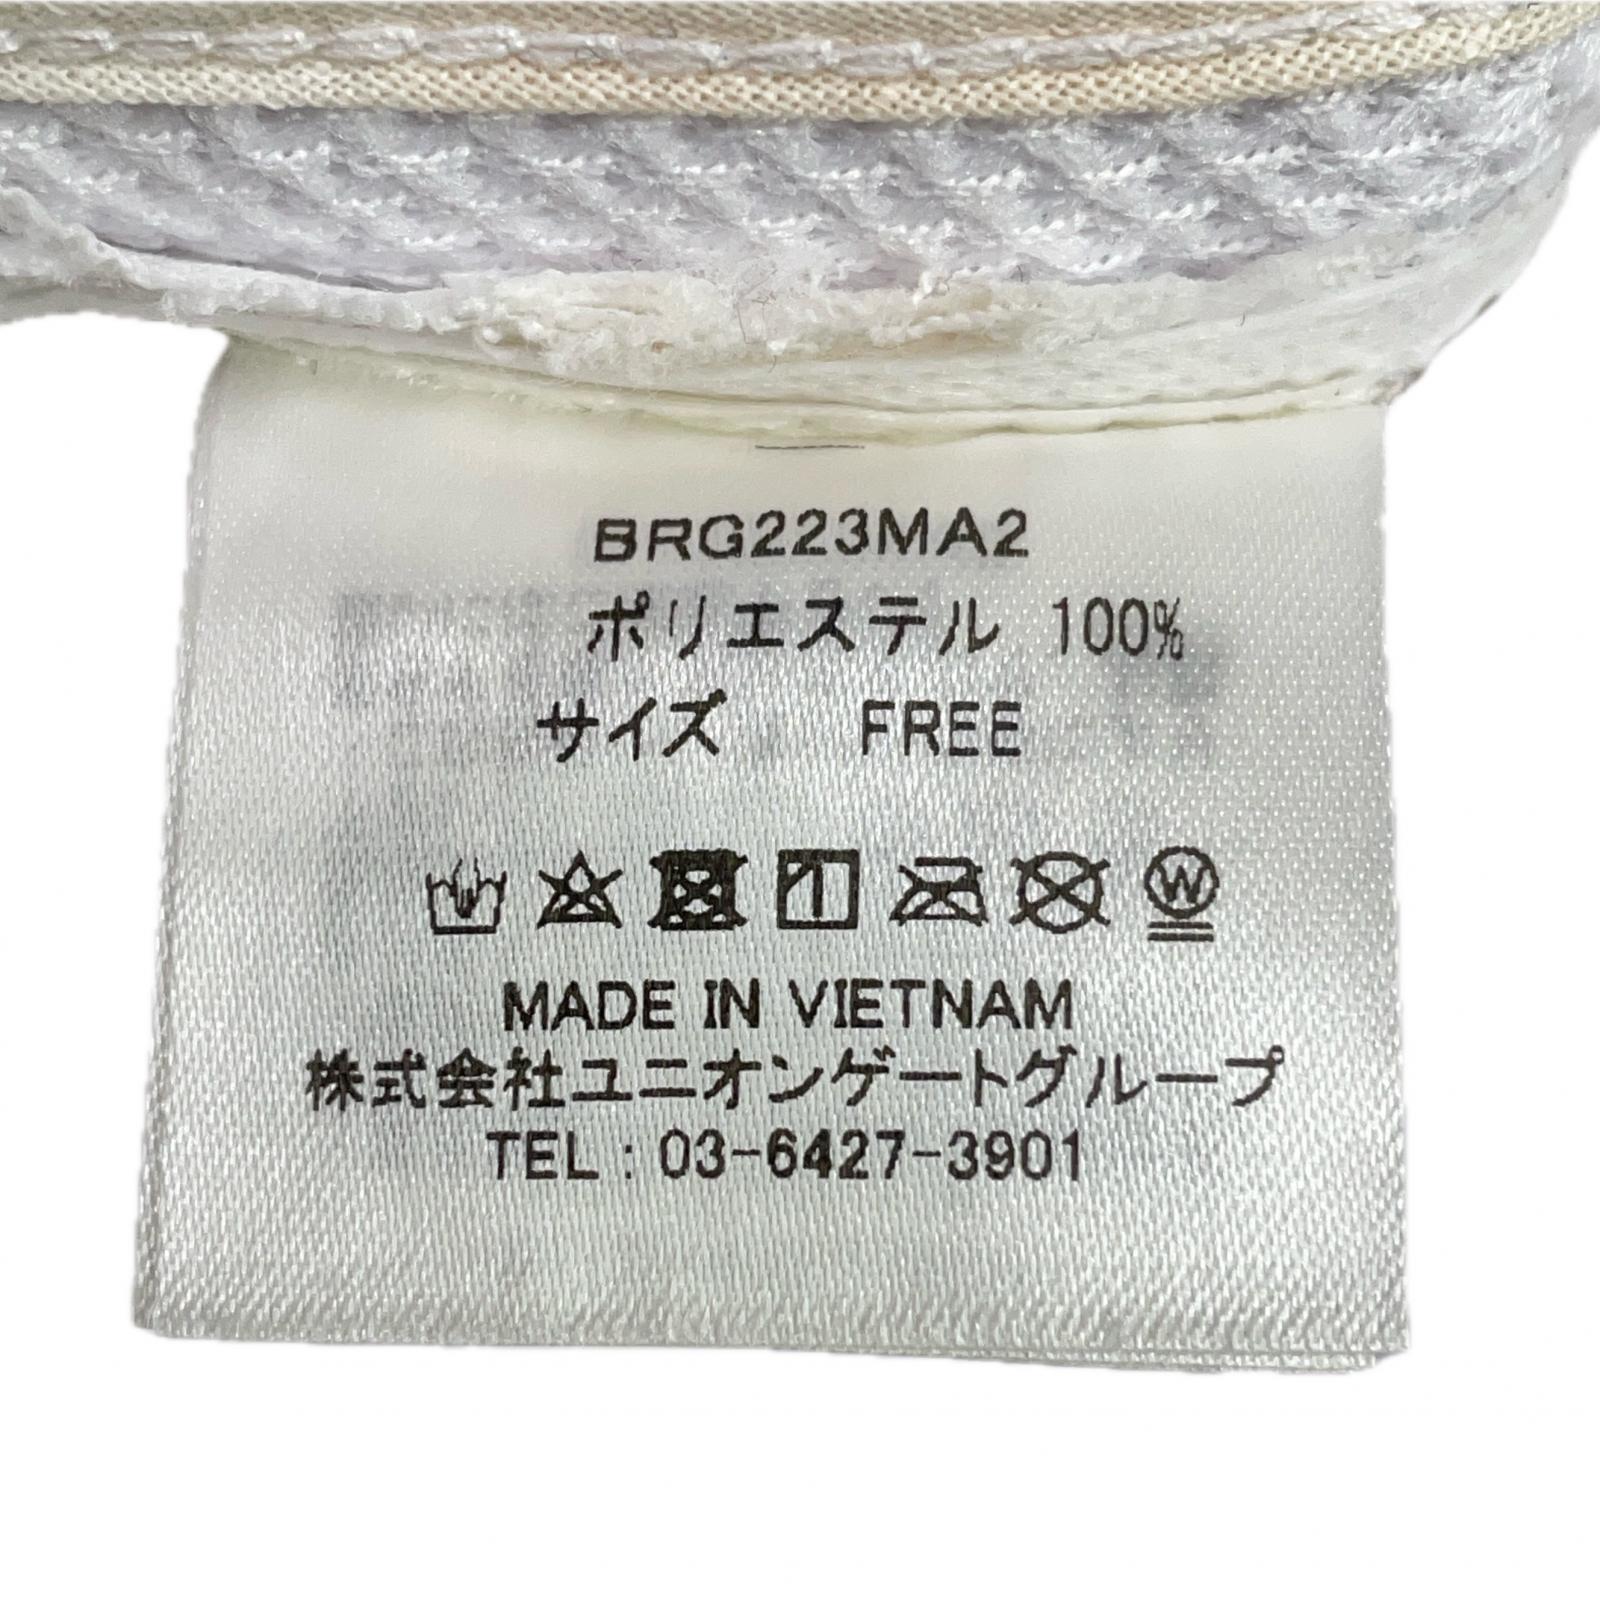 BRG223MA2
ポリエステル 100%
サイズ FREE
W
MADE IN VIETNAM
株式会社ユニオンゲートグループ
TEL : 03-6427-3901